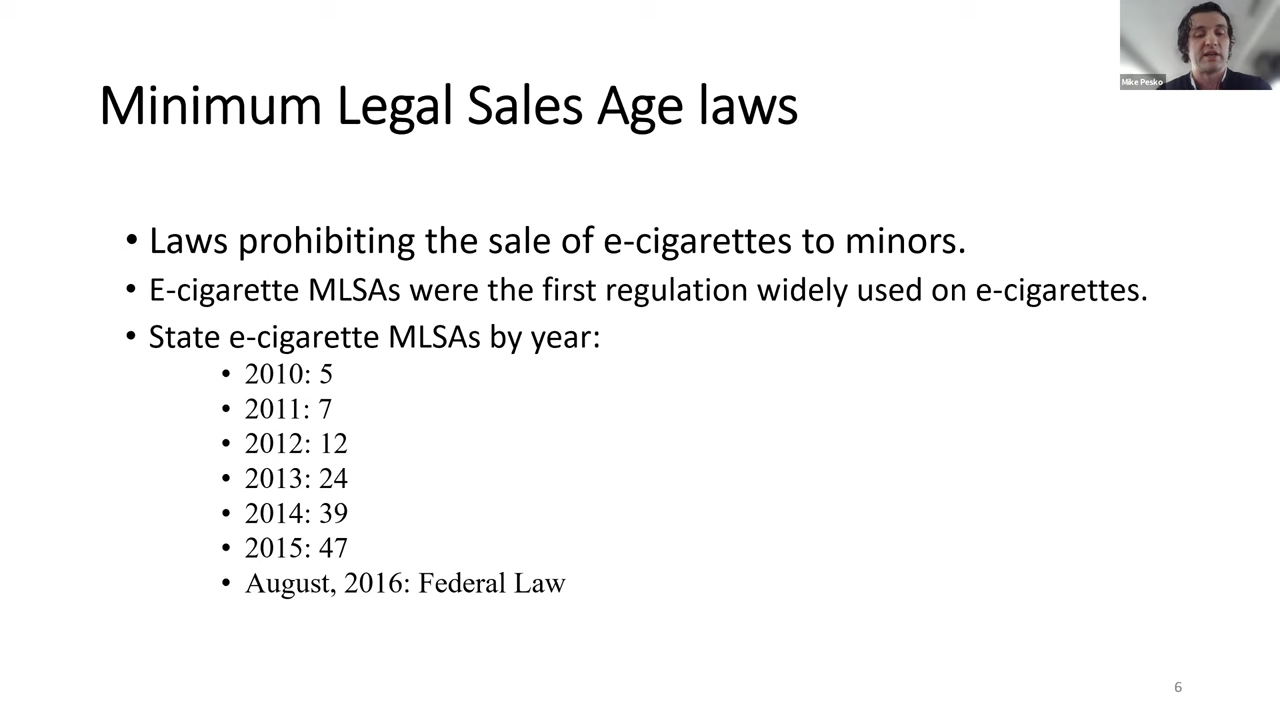 Mike Pesko
Minimum Legal Sales Age laws
• Laws prohibiting the sale of e-cigarettes to minors.
• E-cigarette MLSAs were the first regulation widely used on e-cigarettes.
• State e-cigarette MLSAs by year:
• 2010: 5
• 2011: 7
• 2012: 12
• 2013: 24
• 2014: 39
• 2015: 47
• August, 2016: Federal Law
6